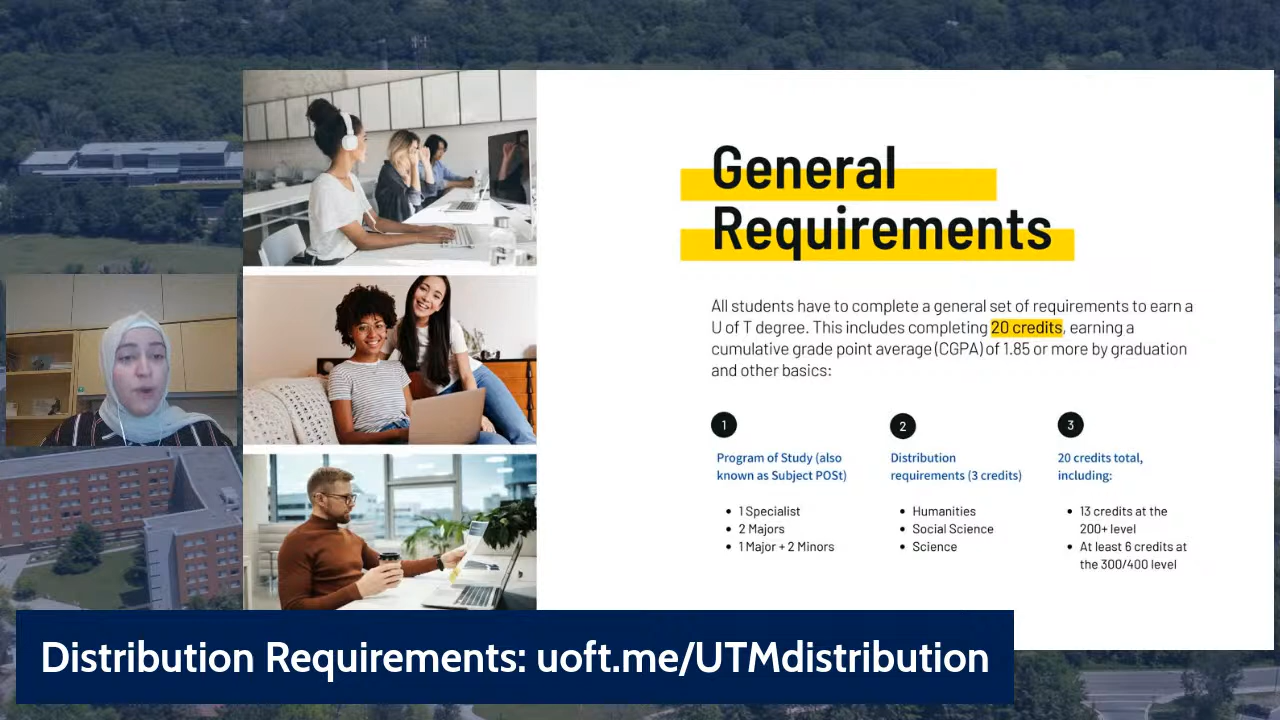 General
Requirements
All students have to complete a general set of requirements to earn a
U of T degree. This includes completing 20 credits, earning a
cumulative grade point average (CGPA) of 1.85 or more by graduation
and other basics:
1
Program of Study (also
known as Subject POSt)
• 1 Specialist
• 2 Majors
• 1 Major + 2 Minors
2
Distribution
requirements (3 credits)
• Humanities
• Social Science
• Science
3
20 credits total,
including:
• 13 credits at the
200+ level
• At least 6 credits at
the 300/400 level
Distribution Requirements: uoft.me/UTMdistribution